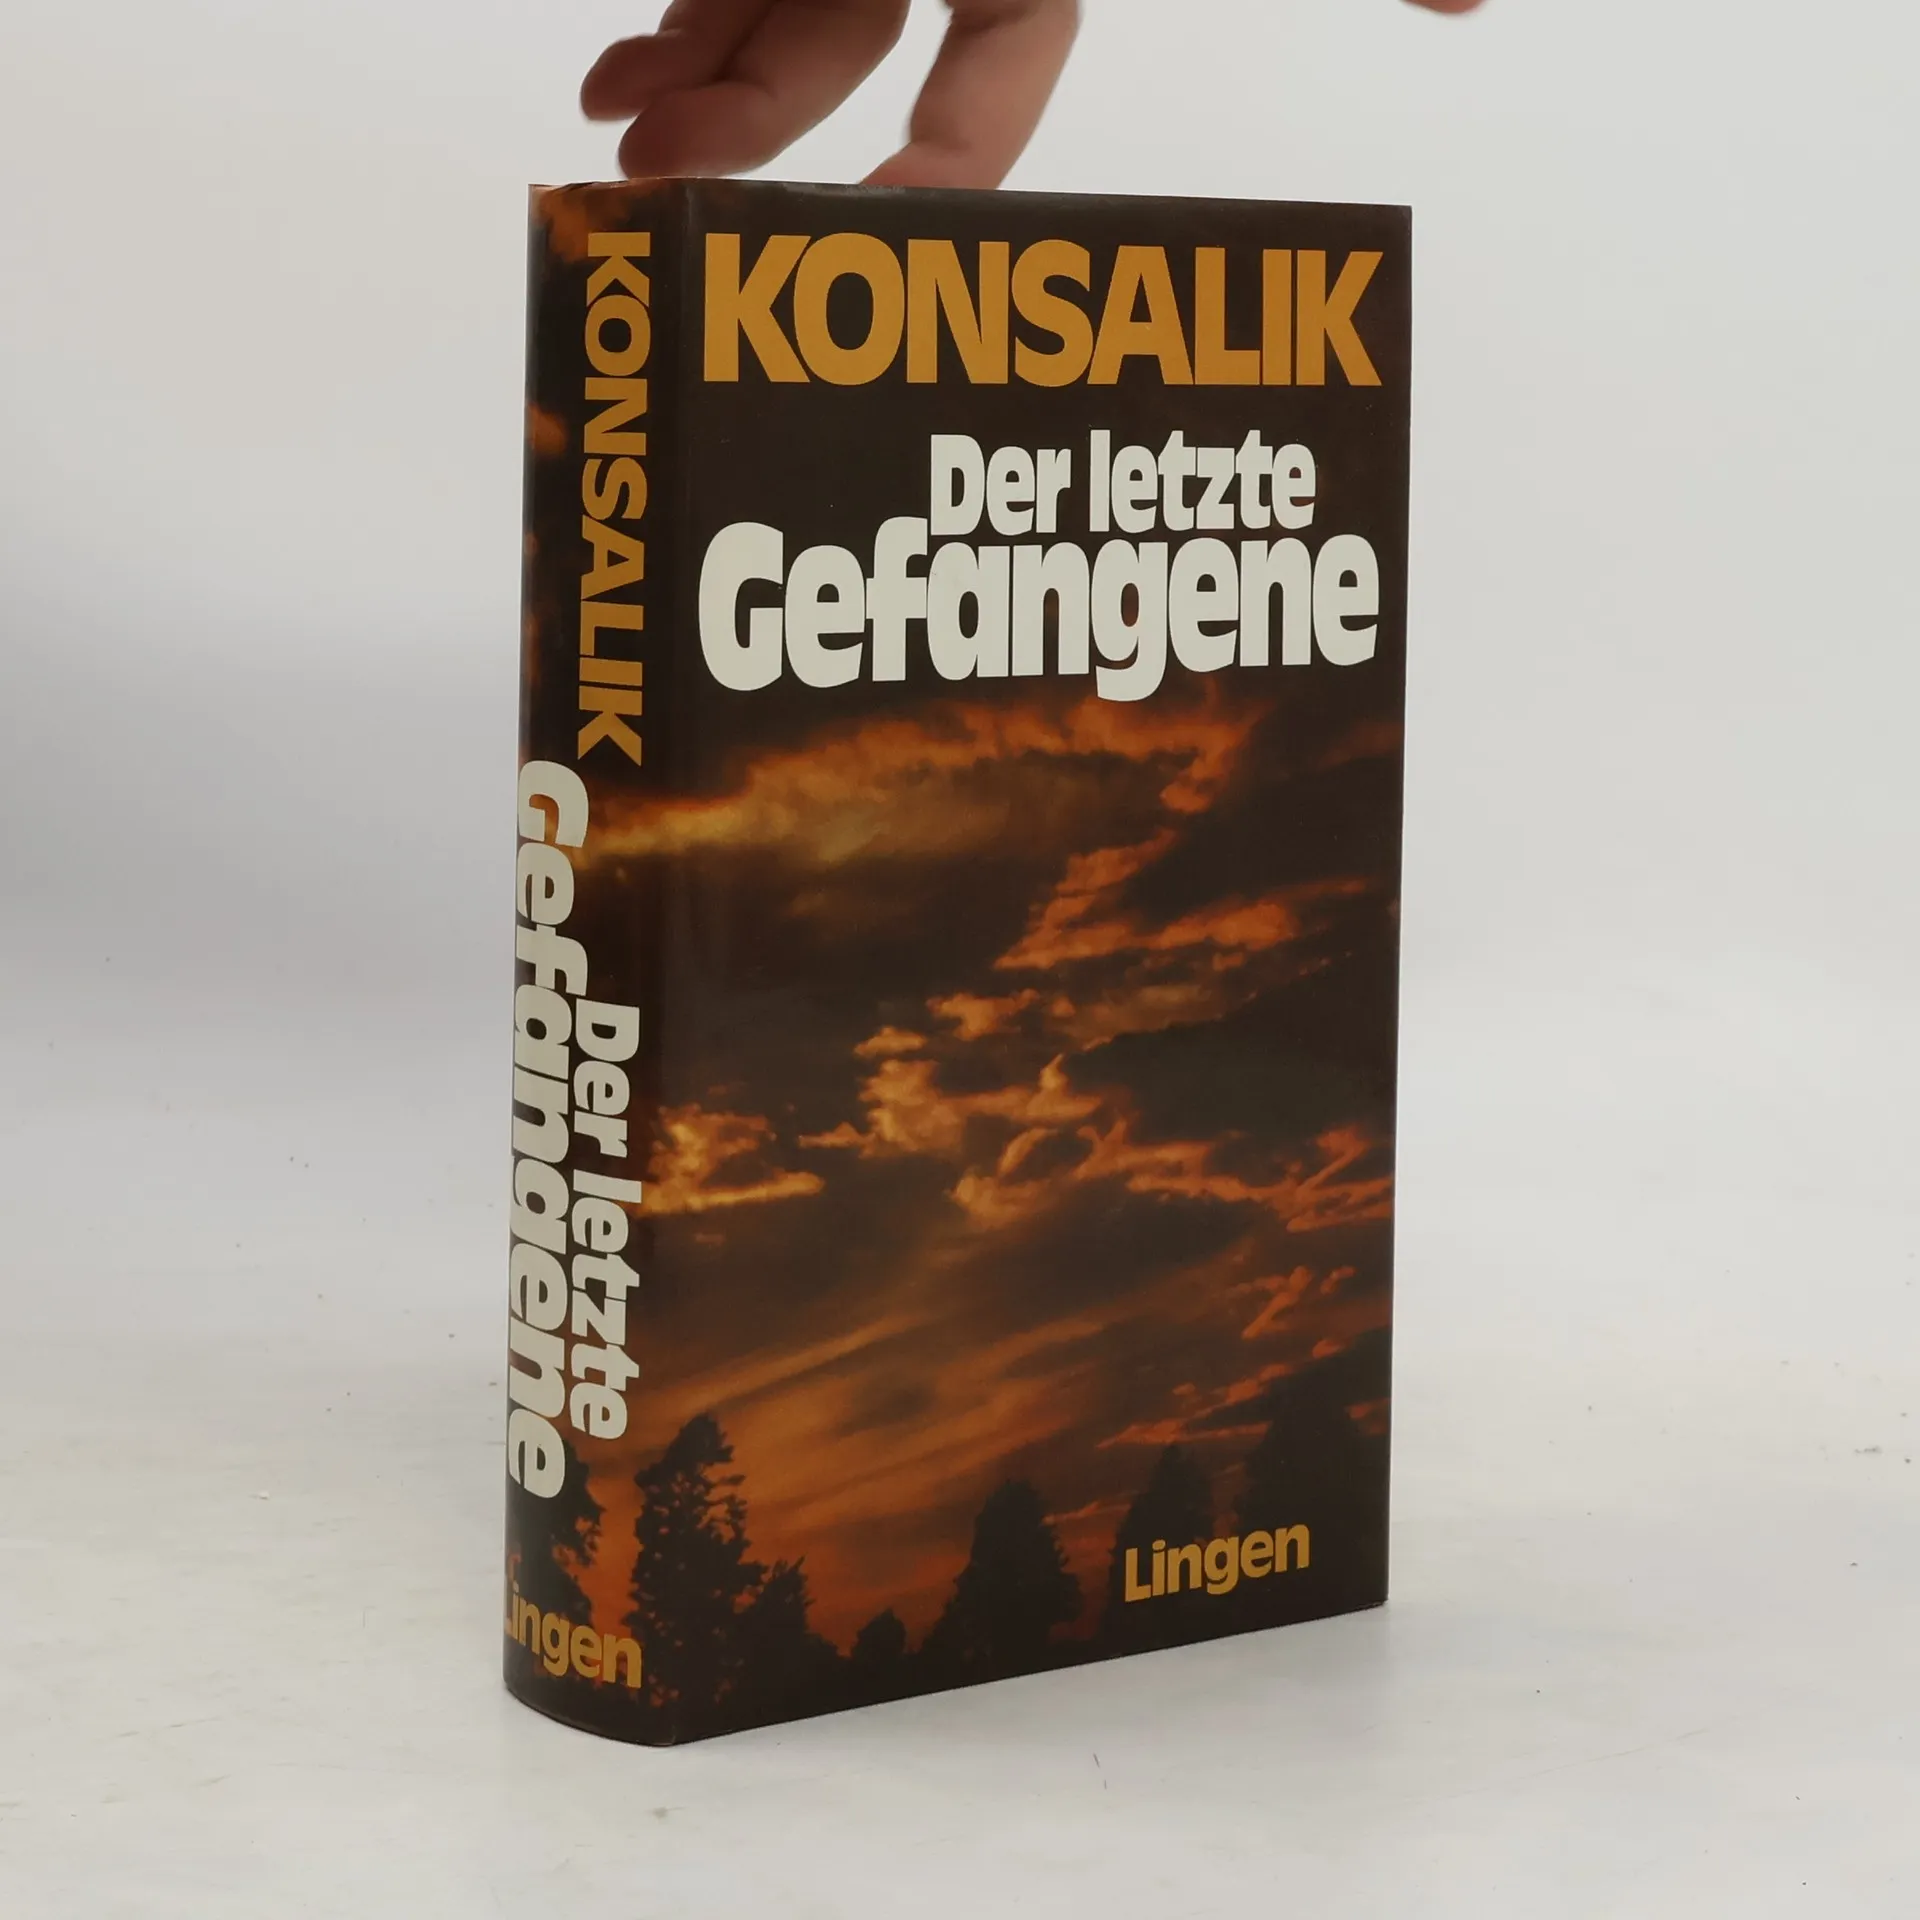 KONSALIK
Der letzte
Gefangene
Lingen
KONSALIK
Der letzte
Gefangene
Lingen